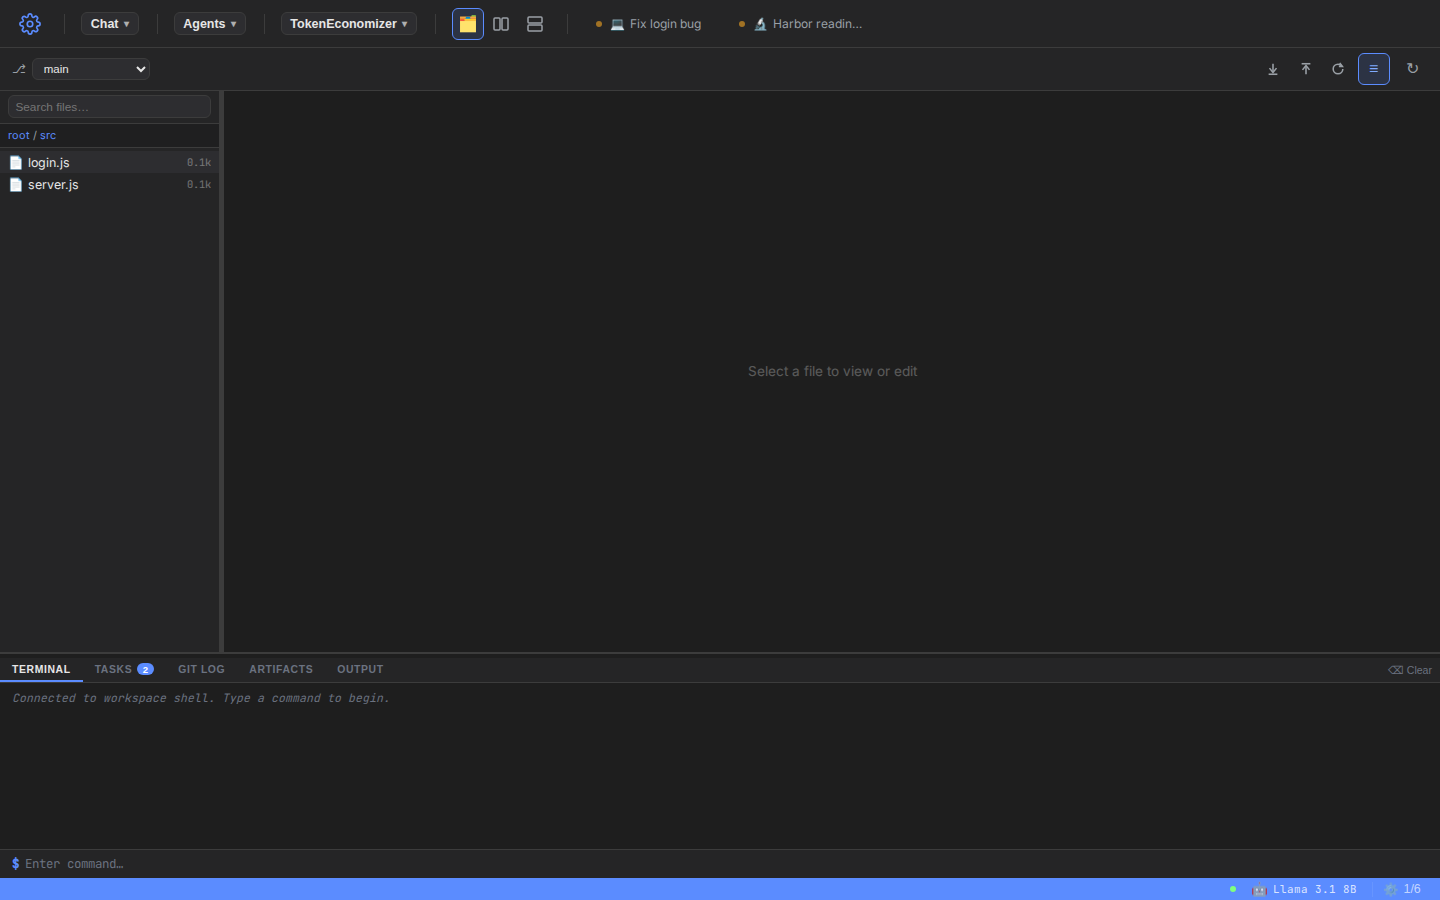 Chat ▾ Agents ▾ TokenEconomizer ▾ Fix login bug Harbor readin...
main
Search files…
root / src
login.js 0.1k
server.js 0.1k
Select a file to view or edit
TERMINAL TASKS 2 GIT LOG ARTIFACTS OUTPUT ⌫ Clear
Connected to workspace shell. Type a command to begin.
$ Enter command…
Llama 3.1 8B 1/6